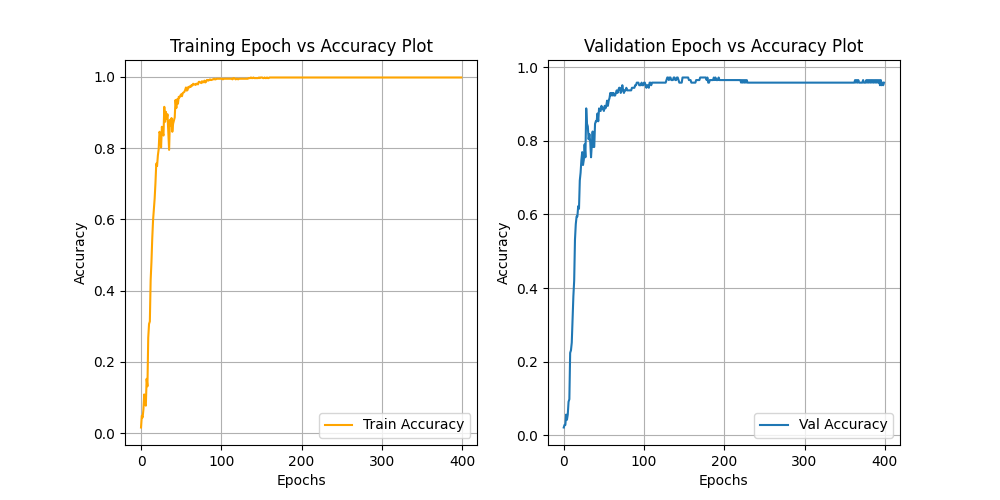 Training Epoch vs Accuracy Plot
Accuracy
1.0
0.8
0.6
0.4
0.2
0.0
0 100 200 300 400
Epochs
Train Accuracy
Validation Epoch vs Accuracy Plot
Accuracy
1.0
0.8
0.6
0.4
0.2
0.0
0 100 200 300 400
Epochs
Val Accuracy